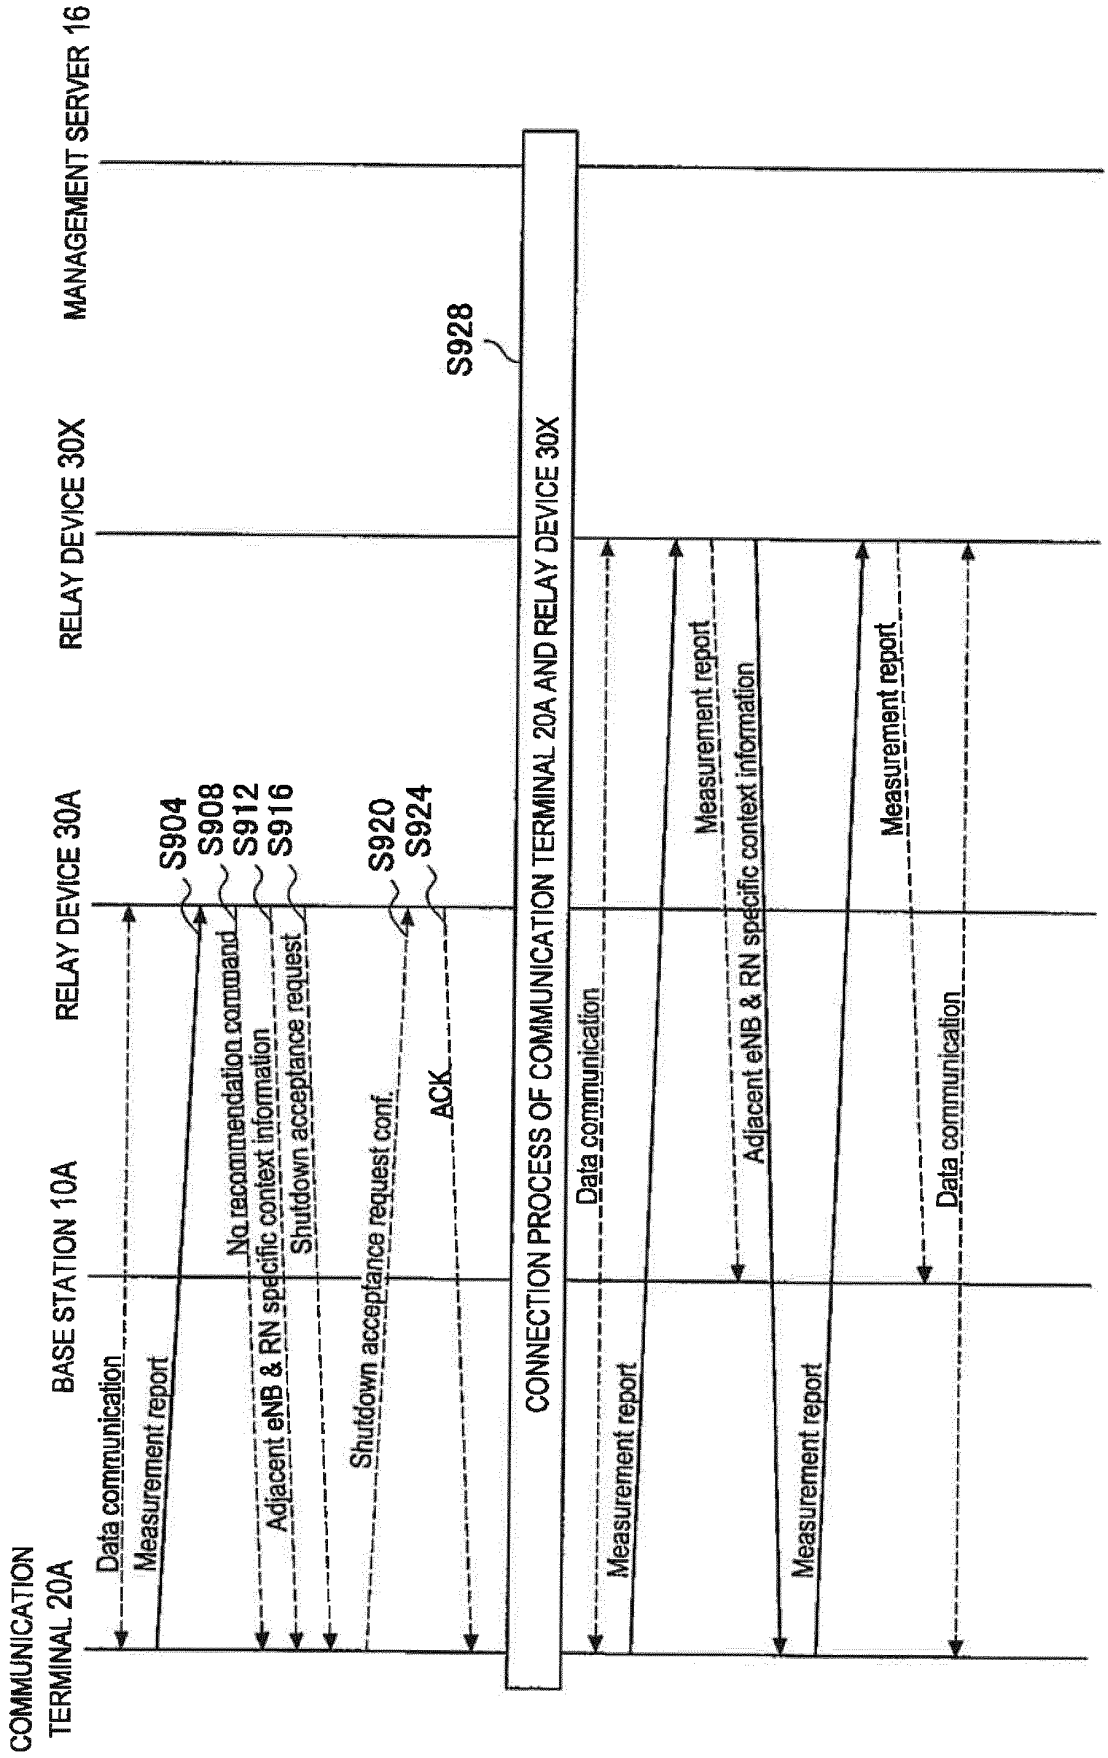 COMMUNICATION
TERMINAL 20A
BASE STATION 10A
RELAY DEVICE 30A
RELAY DEVICE 30X
MANAGEMENT SERVER 16
Data communication
Measurement report
S904
No recommendation command
S908
Adjacent eNB & RN specific context information
S912
Shutdown acceptance request
S916
Shutdown acceptance request conf.
S920
ACK
S924
CONNECTION PROCESS OF COMMUNICATION TERMINAL 20A AND RELAY DEVICE 30X
S928
Data communication
Measurement report
Measurement report
Adjacent eNB & RN specific context information
Measurement report
Measurement report
Data communication